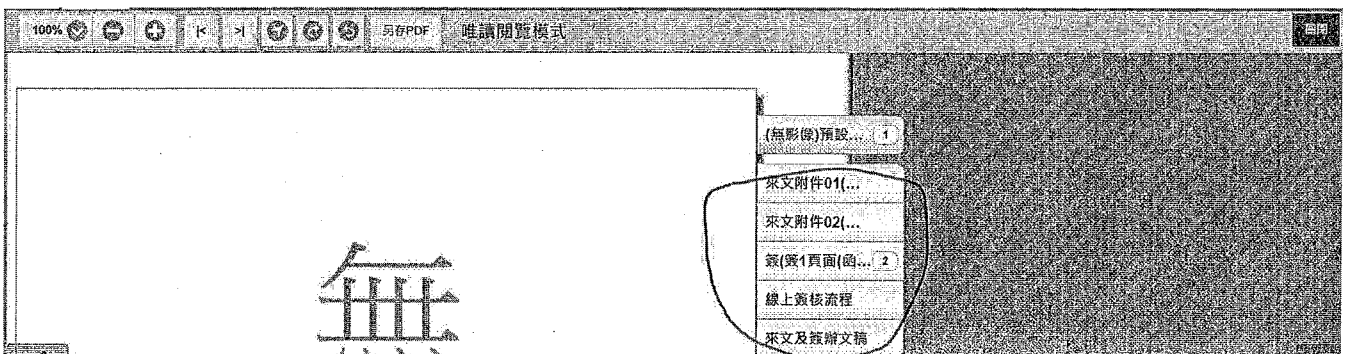 100% |< >| 另存PDF 唯讀閱覽模式
(無影像)預設... 1
來文附件01(...
來文附件02(...
簽(簽1頁面(函... 2
線上簽核流程
來文及簽辦文稿
無